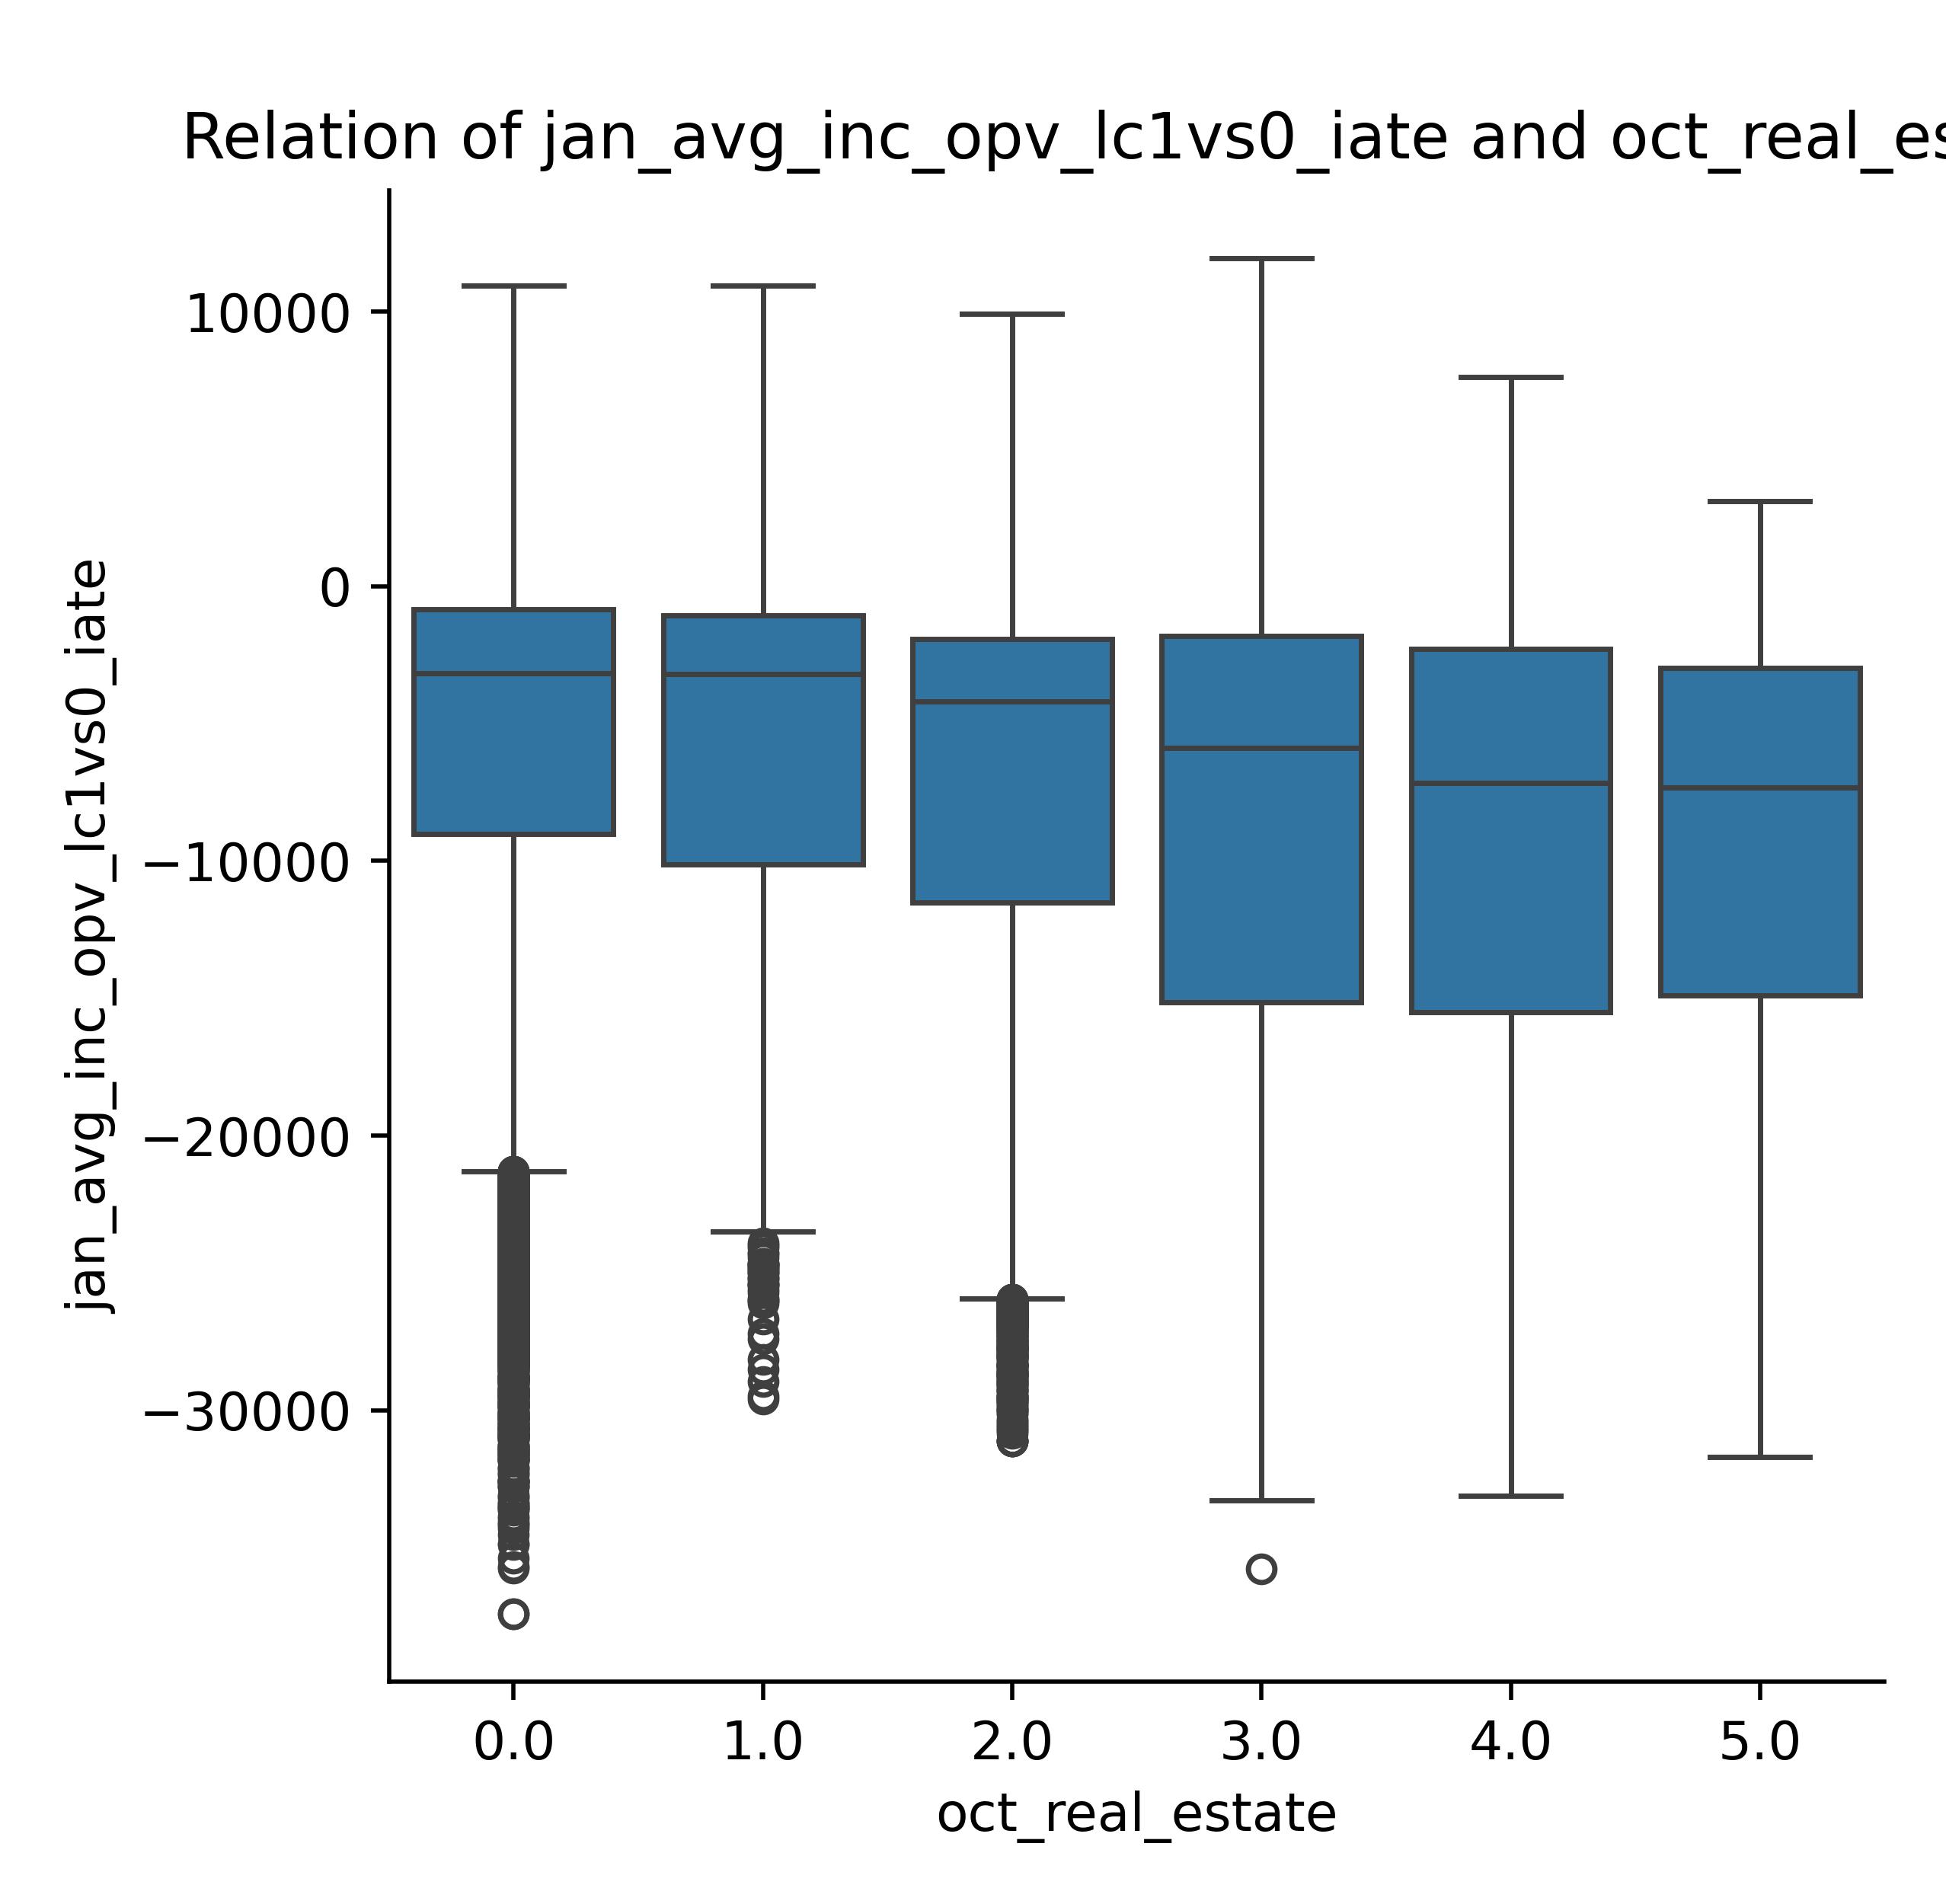 Relation of jan_avg_inc_opv_lc1vs0_iate and oct_real_es
jan_avg_inc_opv_lc1vs0_iate
10000
0
−10000
−20000
−30000
0.0 1.0 2.0 3.0 4.0 5.0
oct_real_estate